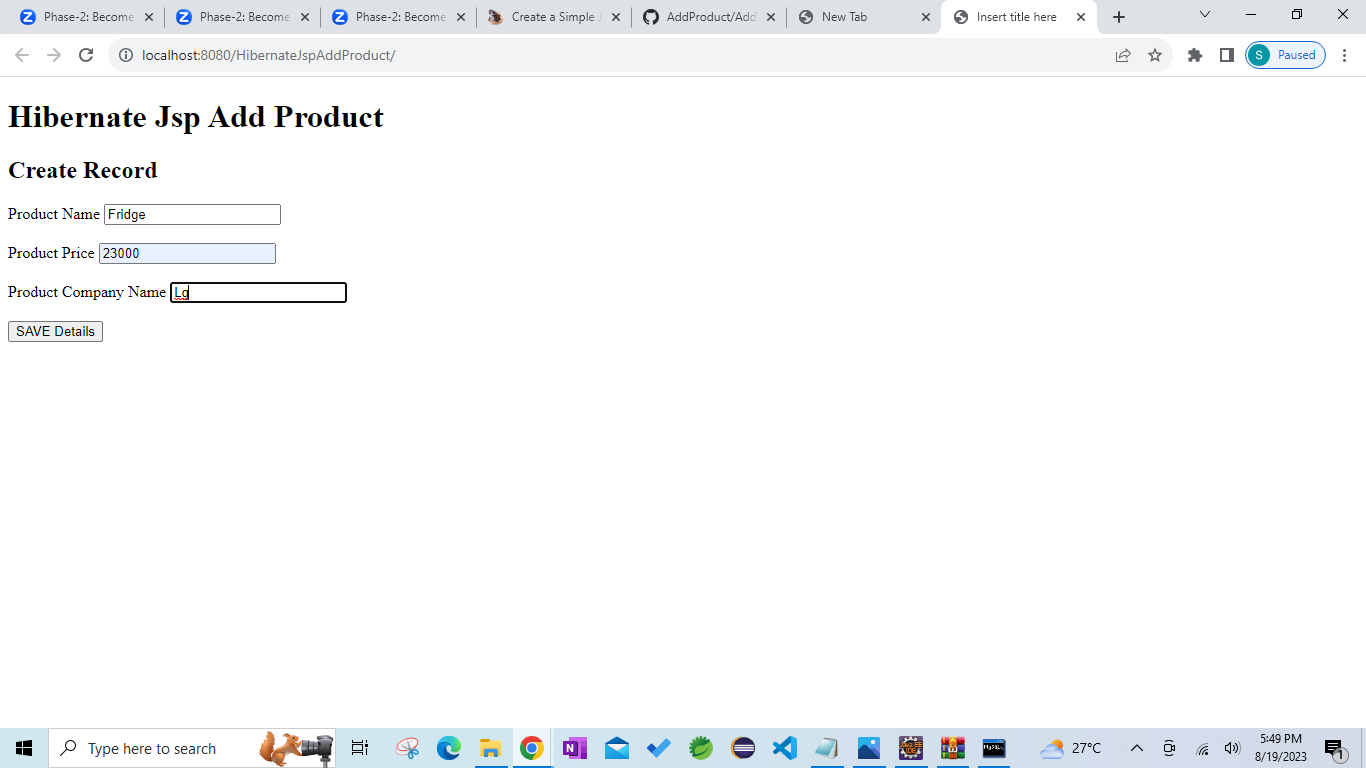 Phase-2: Become
Phase-2: Become
Phase-2: Become
Create a Simple J
AddProduct/Add
New Tab
Insert title here
localhost:8080/HibernateJspAddProduct/
S
Paused
Hibernate Jsp Add Product
Create Record
Product Name Fridge
Product Price 23000
Product Company Name Lg
SAVE Details
Type here to search
27°C
5:49 PM
8/19/2023
1